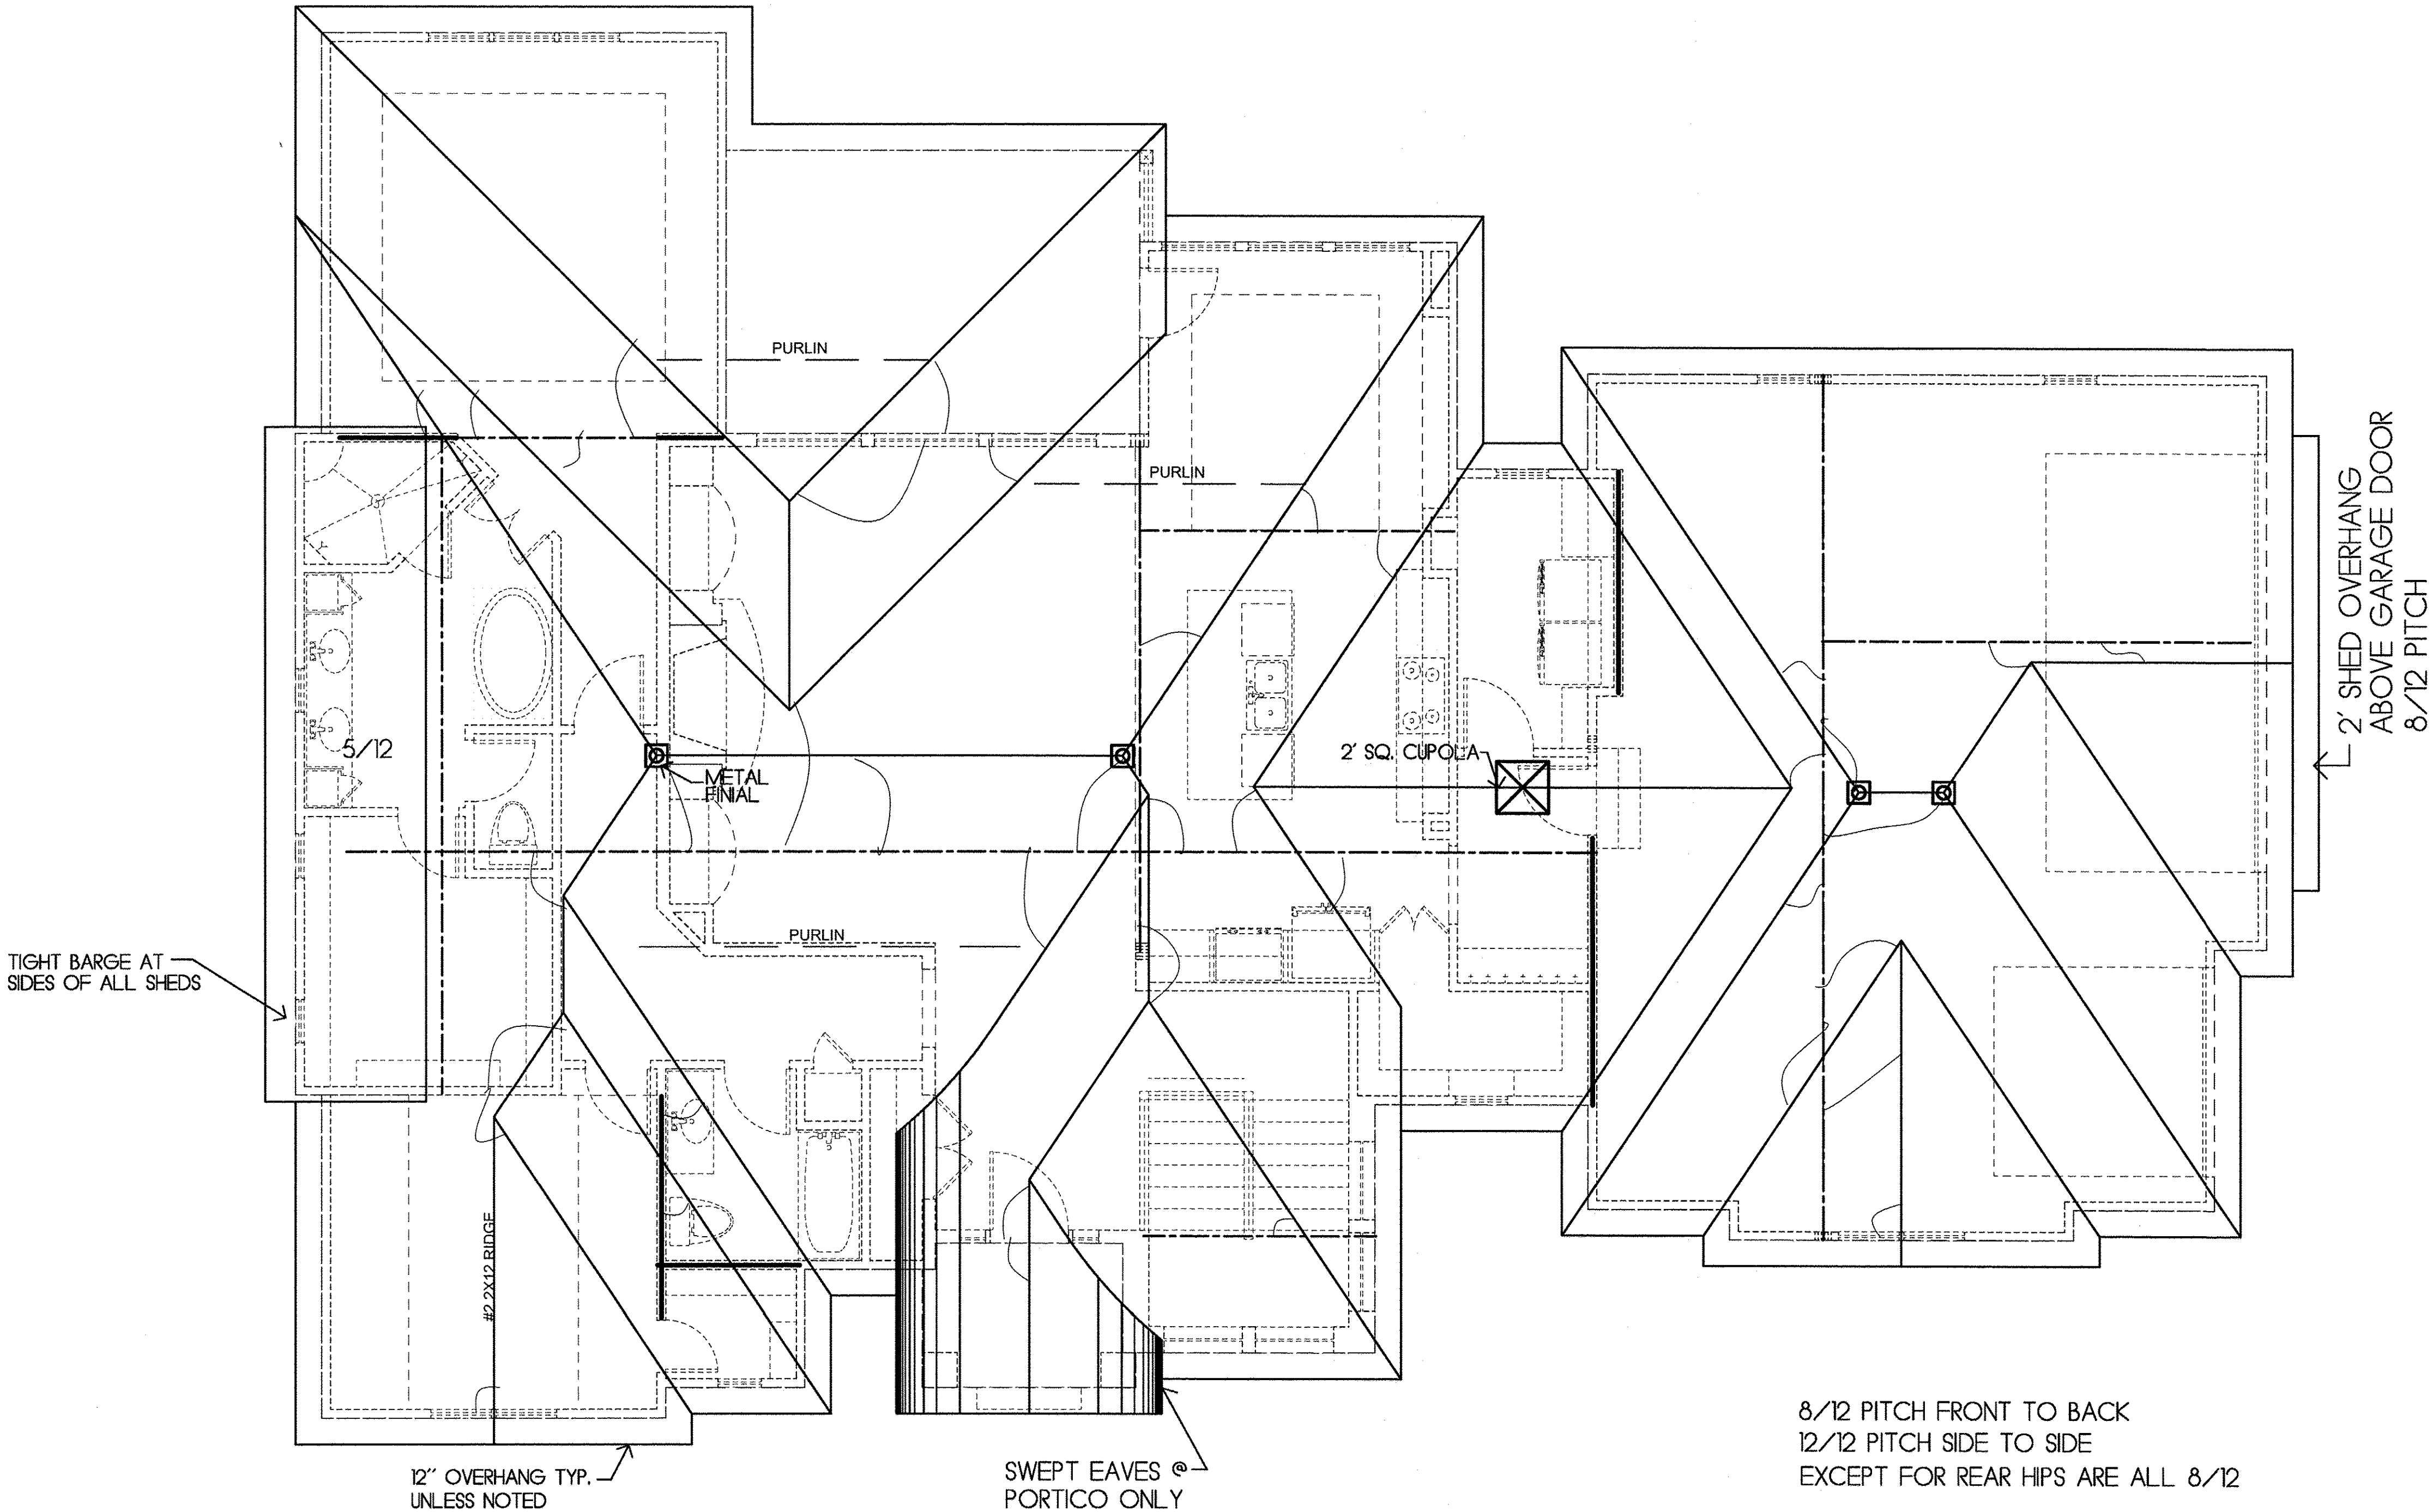 PURLIN
PURLIN
2' SHED OVERHANG
ABOVE GARAGE DOOR
8/12 PITCH
5/12
METAL
FINIAL
2' SQ. CUPOLA
PURLIN
TIGHT BARGE AT
SIDES OF ALL SHEDS
#2 2X12 RIDGE
12" OVERHANG TYP.
UNLESS NOTED
SWEPT EAVES @
PORTICO ONLY
8/12 PITCH FRONT TO BACK
12/12 PITCH SIDE TO SIDE
EXCEPT FOR REAR HIPS ARE ALL 8/12